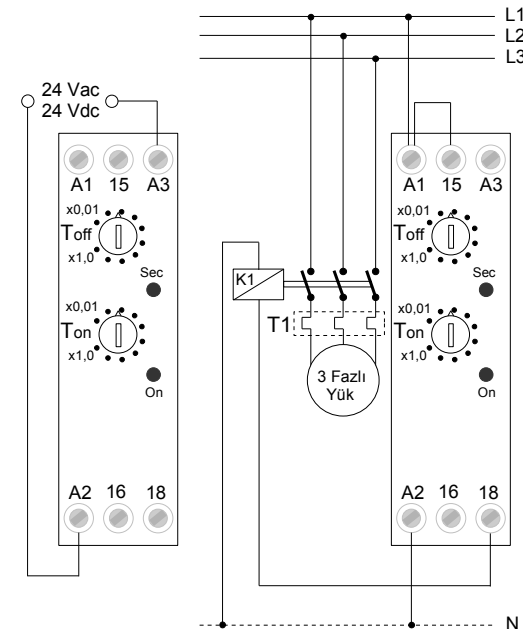 L1
L2
L3
24 Vac
24 Vdc
A1 15 A3
x0,01
Toff
x1,0
Sec
x0,01
Ton
x1,0
On
A2 16 18
K1
T1
3 Fazlı
Yük
A1 15 A3
x0,01
Toff
x1,0
Sec
x0,01
Ton
x1,0
On
A2 16 18
N